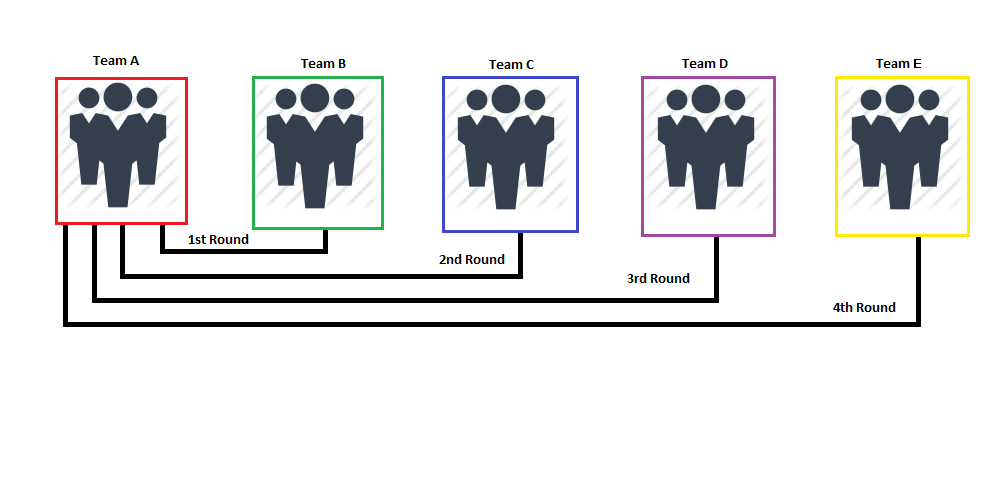 Team A
Team B
Team C
Team D
Team E
1st Round
2nd Round
3rd Round
4th Round